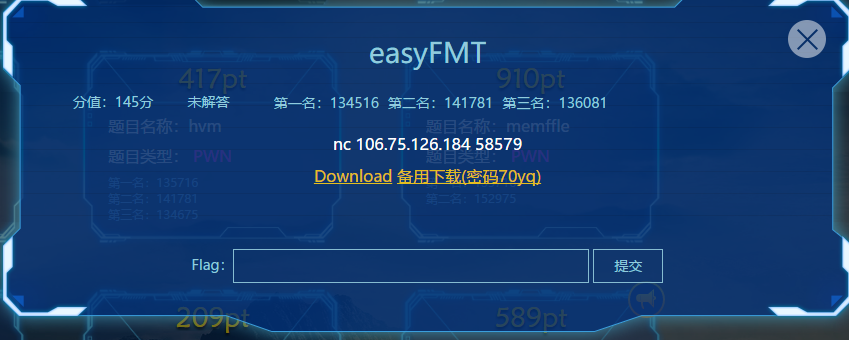 easyFMT
417pt 910pt
分值：145分 未解答 第一名：134516 第二名：141781 第三名：136081
题目名称：hvm 题目名称：memffle
nc 106.75.126.184 58579
题目类型： PWN 题目类型： PWN
Download 备用下载(密码70yq)
第一名：135716
第二名：141781 第二名：152975
第三名：134675
Flag： 提交
209pt 589pt